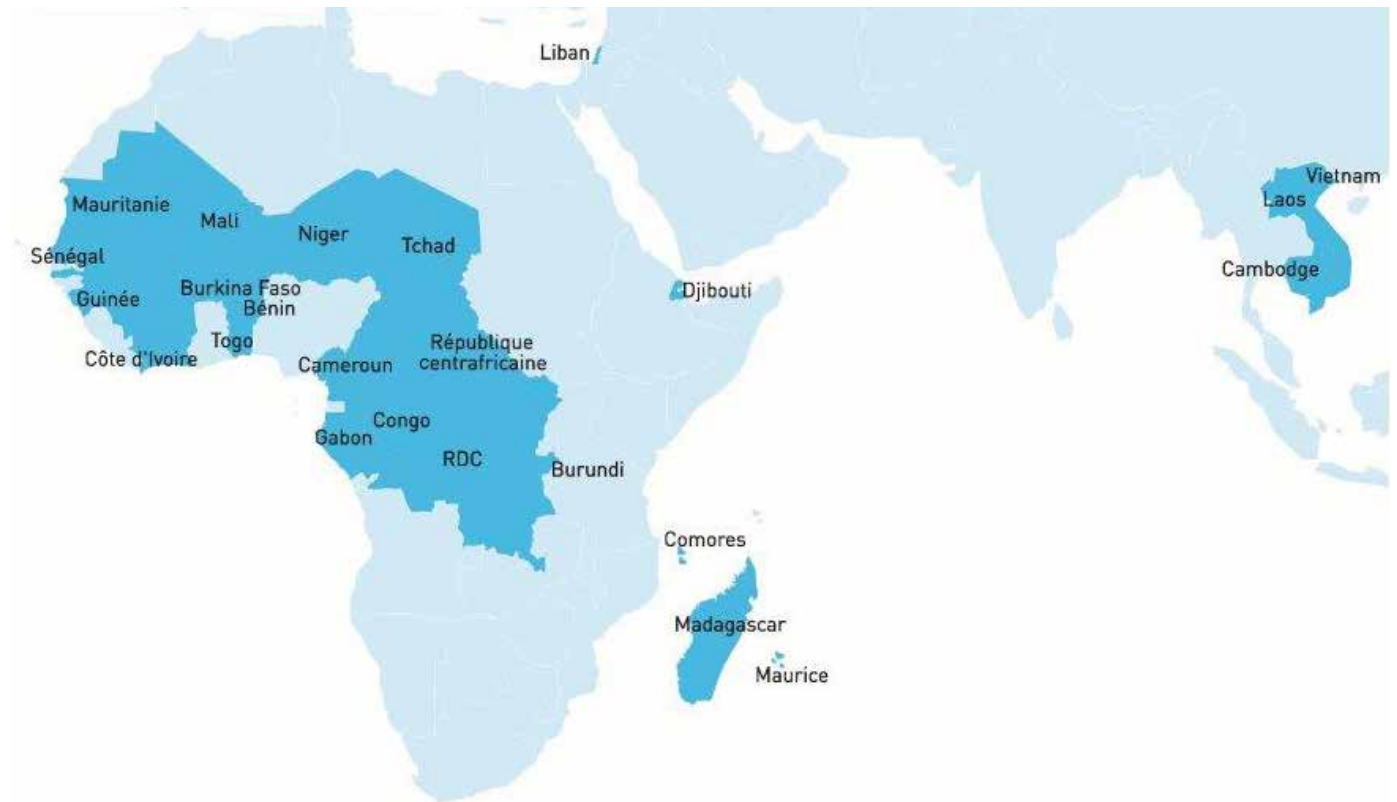 Liban
Vietnam
Laos
Mauritanie
Mali
Niger
Tchad
Sénégal
Cambodge
Burkina Faso
Djibouti
Guinée
Bénin
Togo
République
centrafricaine
Côte d'Ivoire
Cameroun
Congo
Gabon
RDC
Burundi
Comores
Madagascar
Maurice